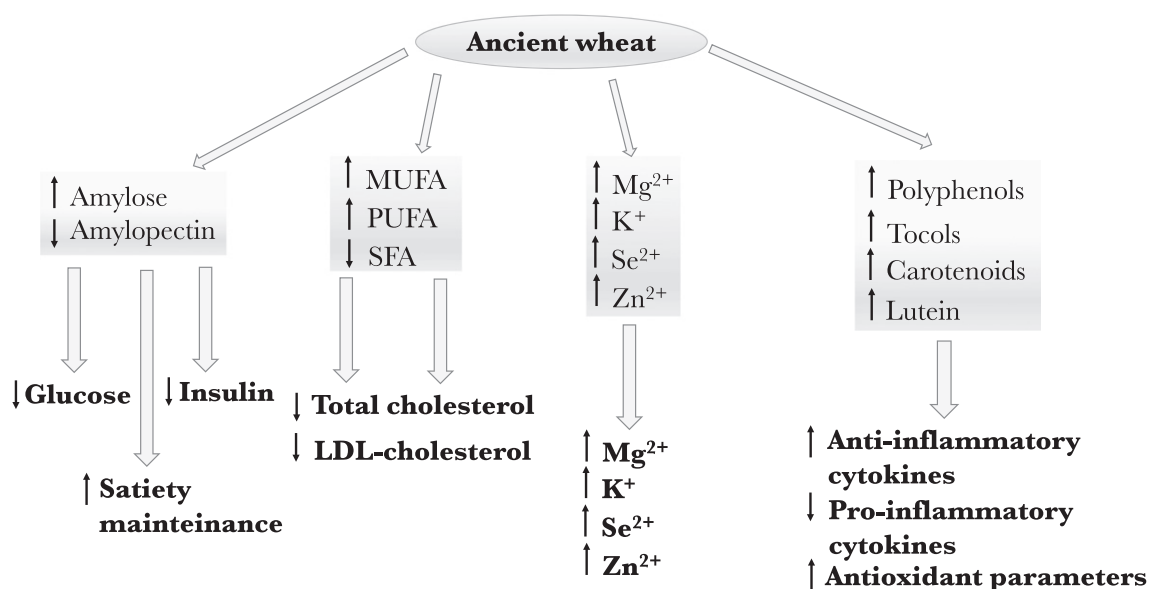 Ancient wheat
↑ Amylose
↓ Amylopectin
↑ MUFA
↑ PUFA
↓ SFA
↑ Mg²⁺
↑ K⁺
↑ Se²⁺
↑ Zn²⁺
↑ Polyphenols
↑ Tocols
↑ Carotenoids
↑ Lutein
↓ Glucose
↓ Insulin
↑ Satiety
mainteinance
↓ Total cholesterol
↓ LDL-cholesterol
↑ Mg²⁺
↑ K⁺
↑ Se²⁺
↑ Zn²⁺
↑ Anti-inflammatory
cytokines
↓ Pro-inflammatory
cytokines
↑ Antioxidant parameters